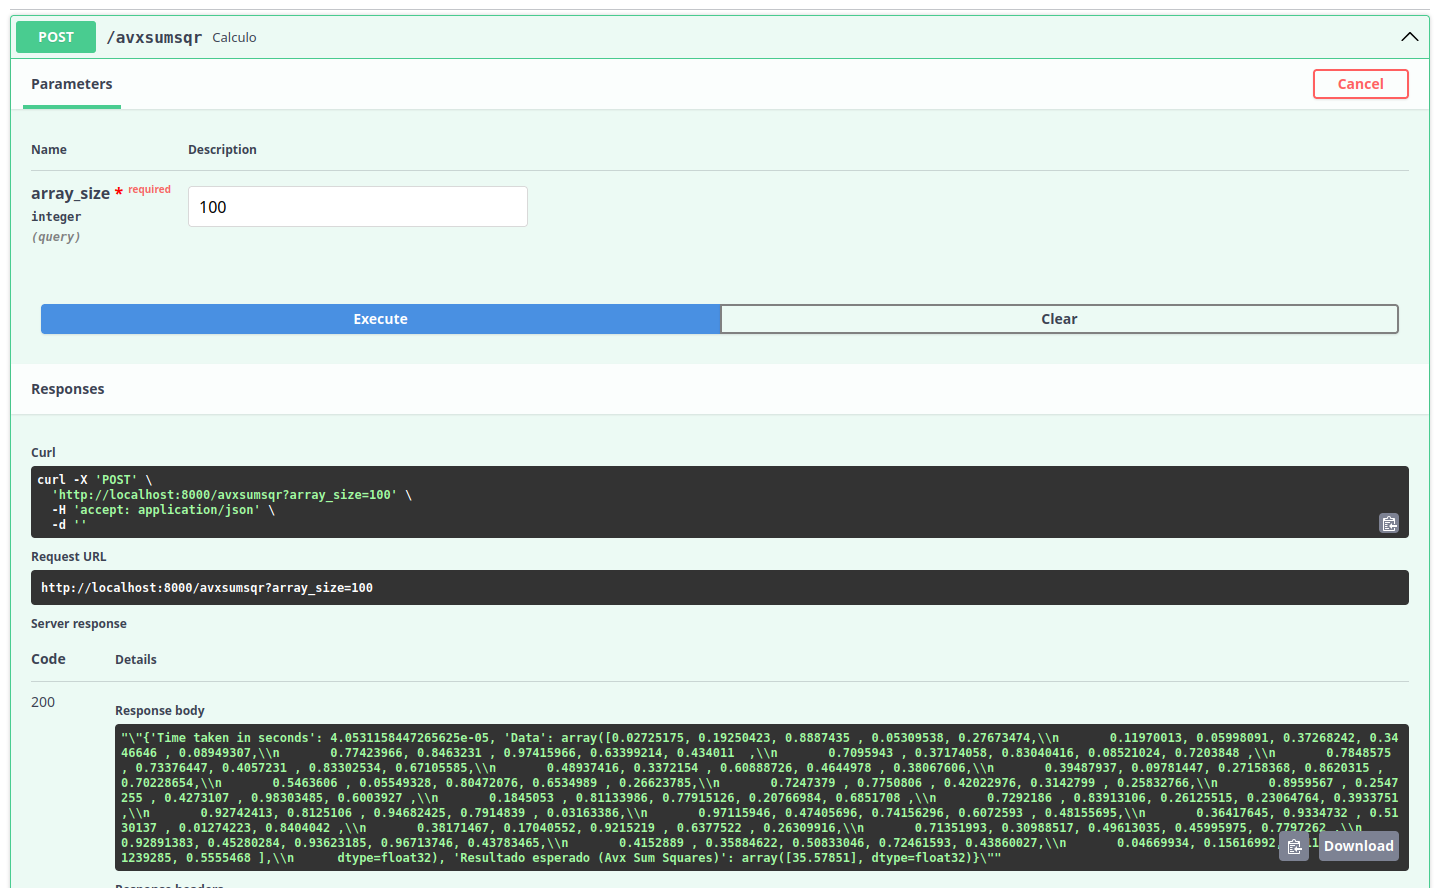 POST /avxsumsqr Calculo
Parameters
Cancel
Name Description
array_size * required
integer
(query)
100
Execute
Clear
Responses
Curl
curl -X 'POST' \
  'http://localhost:8000/avxsumsqr?array_size=100' \
  -H 'accept: application/json' \
  -d ''
Request URL
http://localhost:8000/avxsumsqr?array_size=100
Server response
Code Details
200
Response body
"\"{'Time taken in seconds': 4.0531158447265625e-05, 'Data': array([0.02725175, 0.19250423, 0.8887435 , 0.05309538, 0.27673474,\\n       0.11970013, 0.05998091, 0.37268242, 0.34
46646 , 0.08949307,\\n       0.77423966, 0.8463231 , 0.97415966, 0.63399214, 0.434011  ,\\n       0.7095943 , 0.37174058, 0.83040416, 0.08521024, 0.7203848 ,\\n       0.7848575
, 0.73376447, 0.4057231 , 0.83302534, 0.67105585,\\n       0.48937416, 0.3372154 , 0.60888726, 0.4644978 , 0.38067606,\\n       0.39487937, 0.09781447, 0.27158368, 0.8620315 ,
0.70228654,\\n       0.5463606 , 0.05549328, 0.80472076, 0.6534989 , 0.26623785,\\n       0.7247379 , 0.7750806 , 0.42022976, 0.3142799 , 0.25832766,\\n       0.8959567 , 0.2547
255 , 0.4273107 , 0.98303485, 0.6003927 ,\\n       0.1845053 , 0.81133986, 0.77915126, 0.20766984, 0.6851708 ,\\n       0.7292186 , 0.83913106, 0.26125515, 0.23064764, 0.3933751
,\\n       0.92742413, 0.8125106 , 0.94682425, 0.7914839 , 0.03163386,\\n       0.97115946, 0.47405696, 0.74156296, 0.6072593 , 0.48155695,\\n       0.36417645, 0.9334732 , 0.51
30137 , 0.01274223, 0.8404042 ,\\n       0.38171467, 0.17040552, 0.9215219 , 0.6377522 , 0.26309916,\\n       0.71351993, 0.30988517, 0.49613035, 0.45995975, 0.7797262 ,\\n
0.92891383, 0.45280284, 0.93623185, 0.96713746, 0.43783465,\\n       0.4152889 , 0.35884622, 0.50833046, 0.72461593, 0.43860027,\\n       0.04669934, 0.15616992,
1239285, 0.5555468 ],\\n      dtype=float32), 'Resultado esperado (Avx Sum Squares)': array([35.57851], dtype=float32)}\""
Download